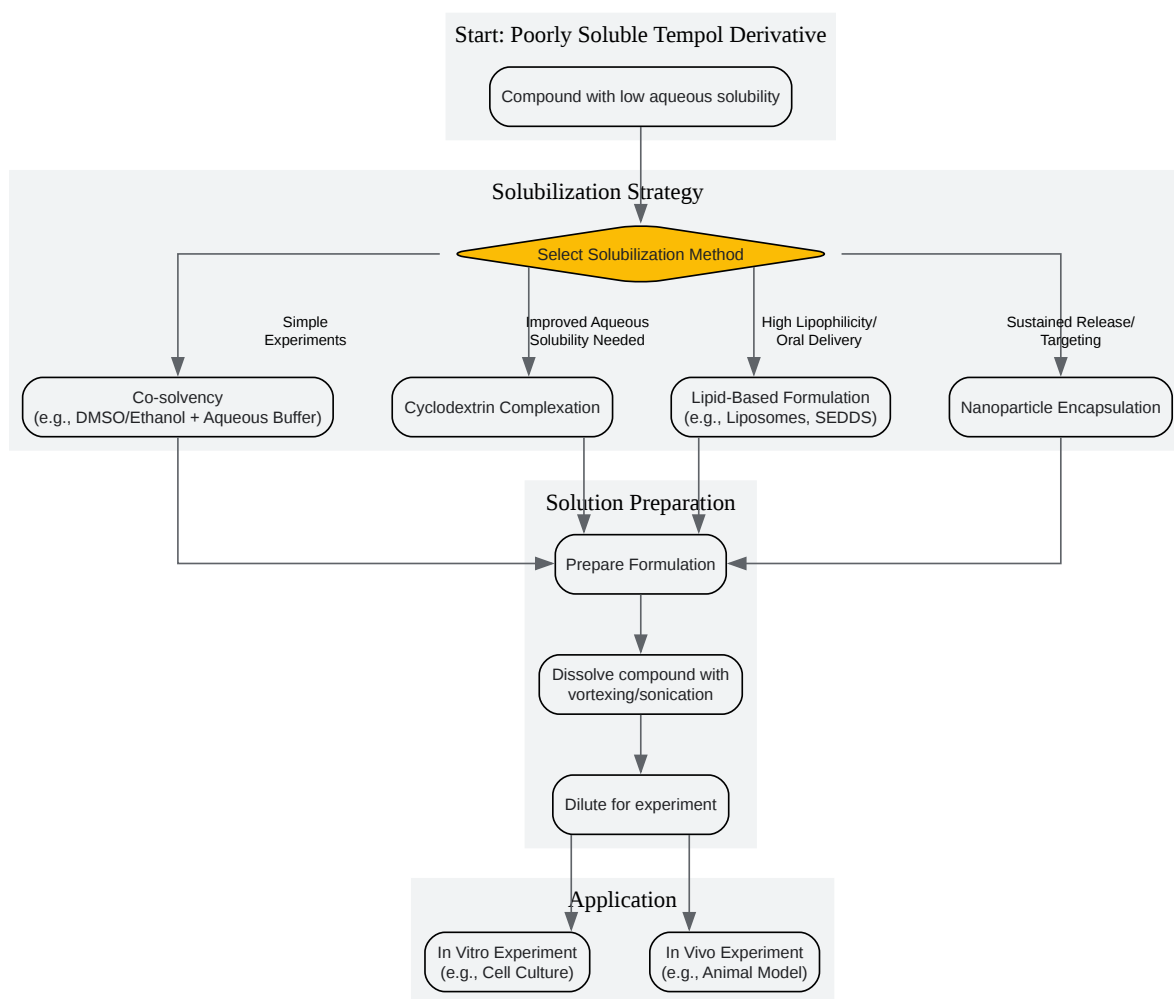 Start: Poorly Soluble Tempol Derivative
Compound with low aqueous solubility
Solubilization Strategy
Select Solubilization Method
Simple
Experiments
Improved Aqueous
Solubility Needed
High Lipophilicity/
Oral Delivery
Sustained Release/
Targeting
Co-solvency
(e.g., DMSO/Ethanol + Aqueous Buffer)
Cyclodextrin Complexation
Lipid-Based Formulation
(e.g., Liposomes, SEDDS)
Nanoparticle Encapsulation
Solution Preparation
Prepare Formulation
Dissolve compound with
vortexing/sonication
Dilute for experiment
Application
In Vitro Experiment
(e.g., Cell Culture)
In Vivo Experiment
(e.g., Animal Model)